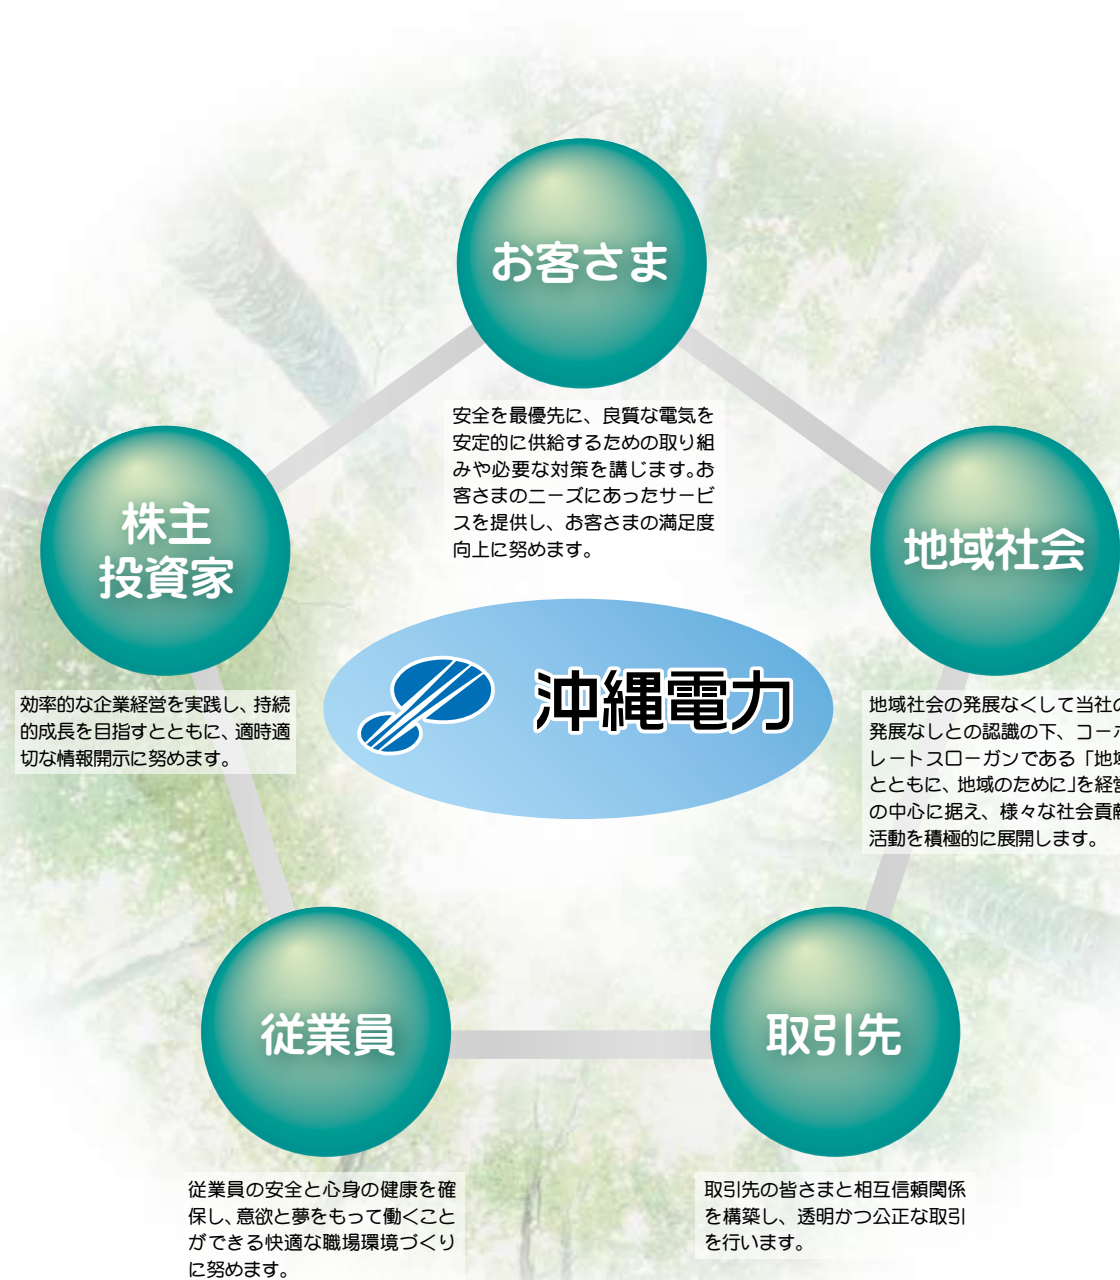 お客さま
安全を最優先に、良質な電気を
安定的に供給するための取り組
みや必要な対策を講じます。お
客さまのニーズにあったサービ
スを提供し、お客さまの満足度
向上に努めます。
株主
投資家
効率的な企業経営を実践し、持続
的成長を目指すとともに、適時適
切な情報開示に努めます。
沖縄電力
地域社会
地域社会の発展なくして当社の
発展なしとの認識の下、コーポ
レートスローガンである「地域
とともに、地域のために」を経営
の中心に据え、様々な社会貢献
活動を積極的に展開します。
従業員
従業員の安全と心身の健康を確
保し、意欲と夢をもって働くこと
ができる快適な職場環境づくり
に努めます。
取引先
取引先の皆さまと相互信頼関係
を構築し、透明かつ公正な取引
を行います。